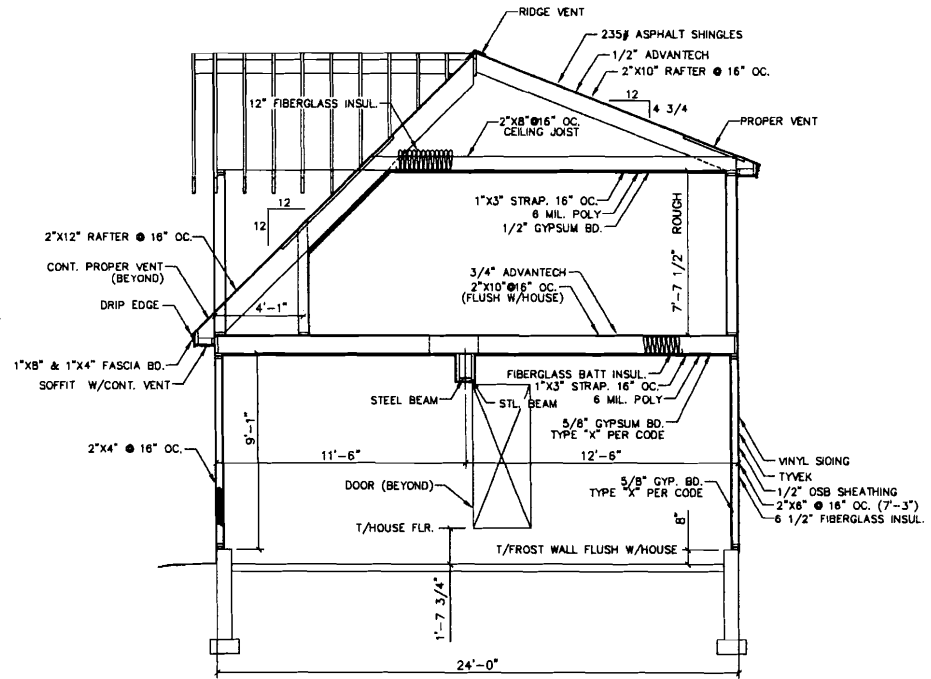 RIDGE VENT
235# ASPHALT SHINGLES
1/2" ADVANTECH
2"X10" RAFTER @ 16" OC.
12
4 3/4
PROPER VENT
12" FIBERGLASS INSUL.
2"X8"@16" OC.
CEILING JOIST
1"X3" STRAP. 16" OC.
6 MIL. POLY
1/2" GYPSUM BD.
7'-7 1/2" ROUGH
12
12
2"X12" RAFTER @ 16" OC.
CONT. PROPER VENT
(BEYOND)
DRIP EDGE
4'-1"
3/4" ADVANTECH
2"X10"@16" OC.
(FLUSH W/HOUSE)
1"X8" & 1"X4" FASCIA BD.
SOFFIT W/CONT. VENT
FIBERGLASS BATT INSUL.
1"X3" STRAP. 16" OC.
6 MIL. POLY
STEEL BEAM
STL. BEAM
5/8" GYPSUM BD.
TYPE "X" PER CODE
9'-1"
2"X4" @ 16" OC.
11'-6"
12'-6"
VINYL SIDING
TYVEK
1/2" OSB SHEATHING
2"X6" @ 16" OC. (7'-3")
6 1/2" FIBERGLASS INSUL.
DOOR (BEYOND)
5/8" GYP. BD.
TYPE "X" PER CODE
T/HOUSE FLR.
8"
T/FROST WALL FLUSH W/HOUSE
1'-7 3/4"
24'-0"